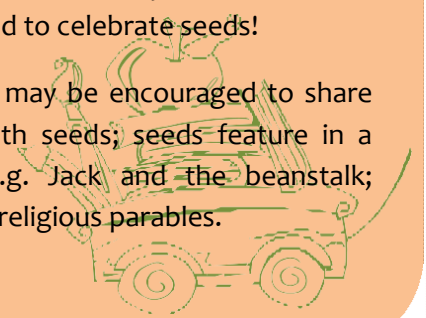 d to celebrate seeds!
may be encouraged to share
th seeds; seeds feature in a
.g. Jack and the beanstalk;
religious parables.